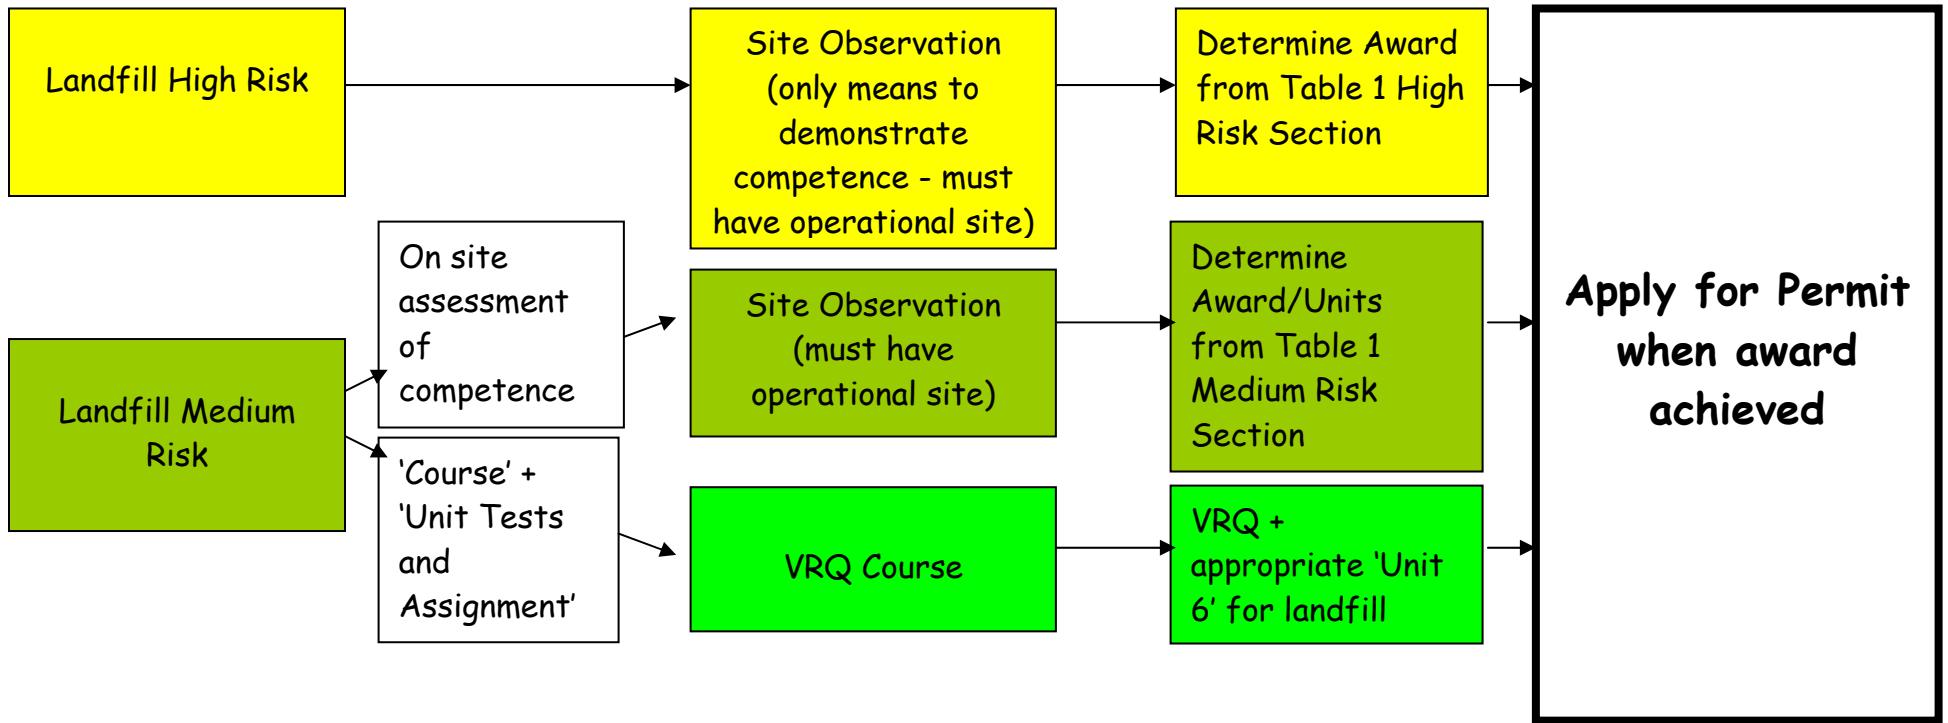 Landfill High Risk
Site Observation
(only means to
demonstrate
competence - must
have operational site)
Determine Award
from Table 1 High
Risk Section
Landfill Medium
Risk
On site
assessment
of
competence
Site Observation
(must have
operational site)
Determine
Award/Units
from Table 1
Medium Risk
Section
‘Course’ +
‘Unit Tests
and
Assignment’
VRQ Course
VRQ +
appropriate ‘Unit
6’ for landfill
Apply for Permit
when award
achieved